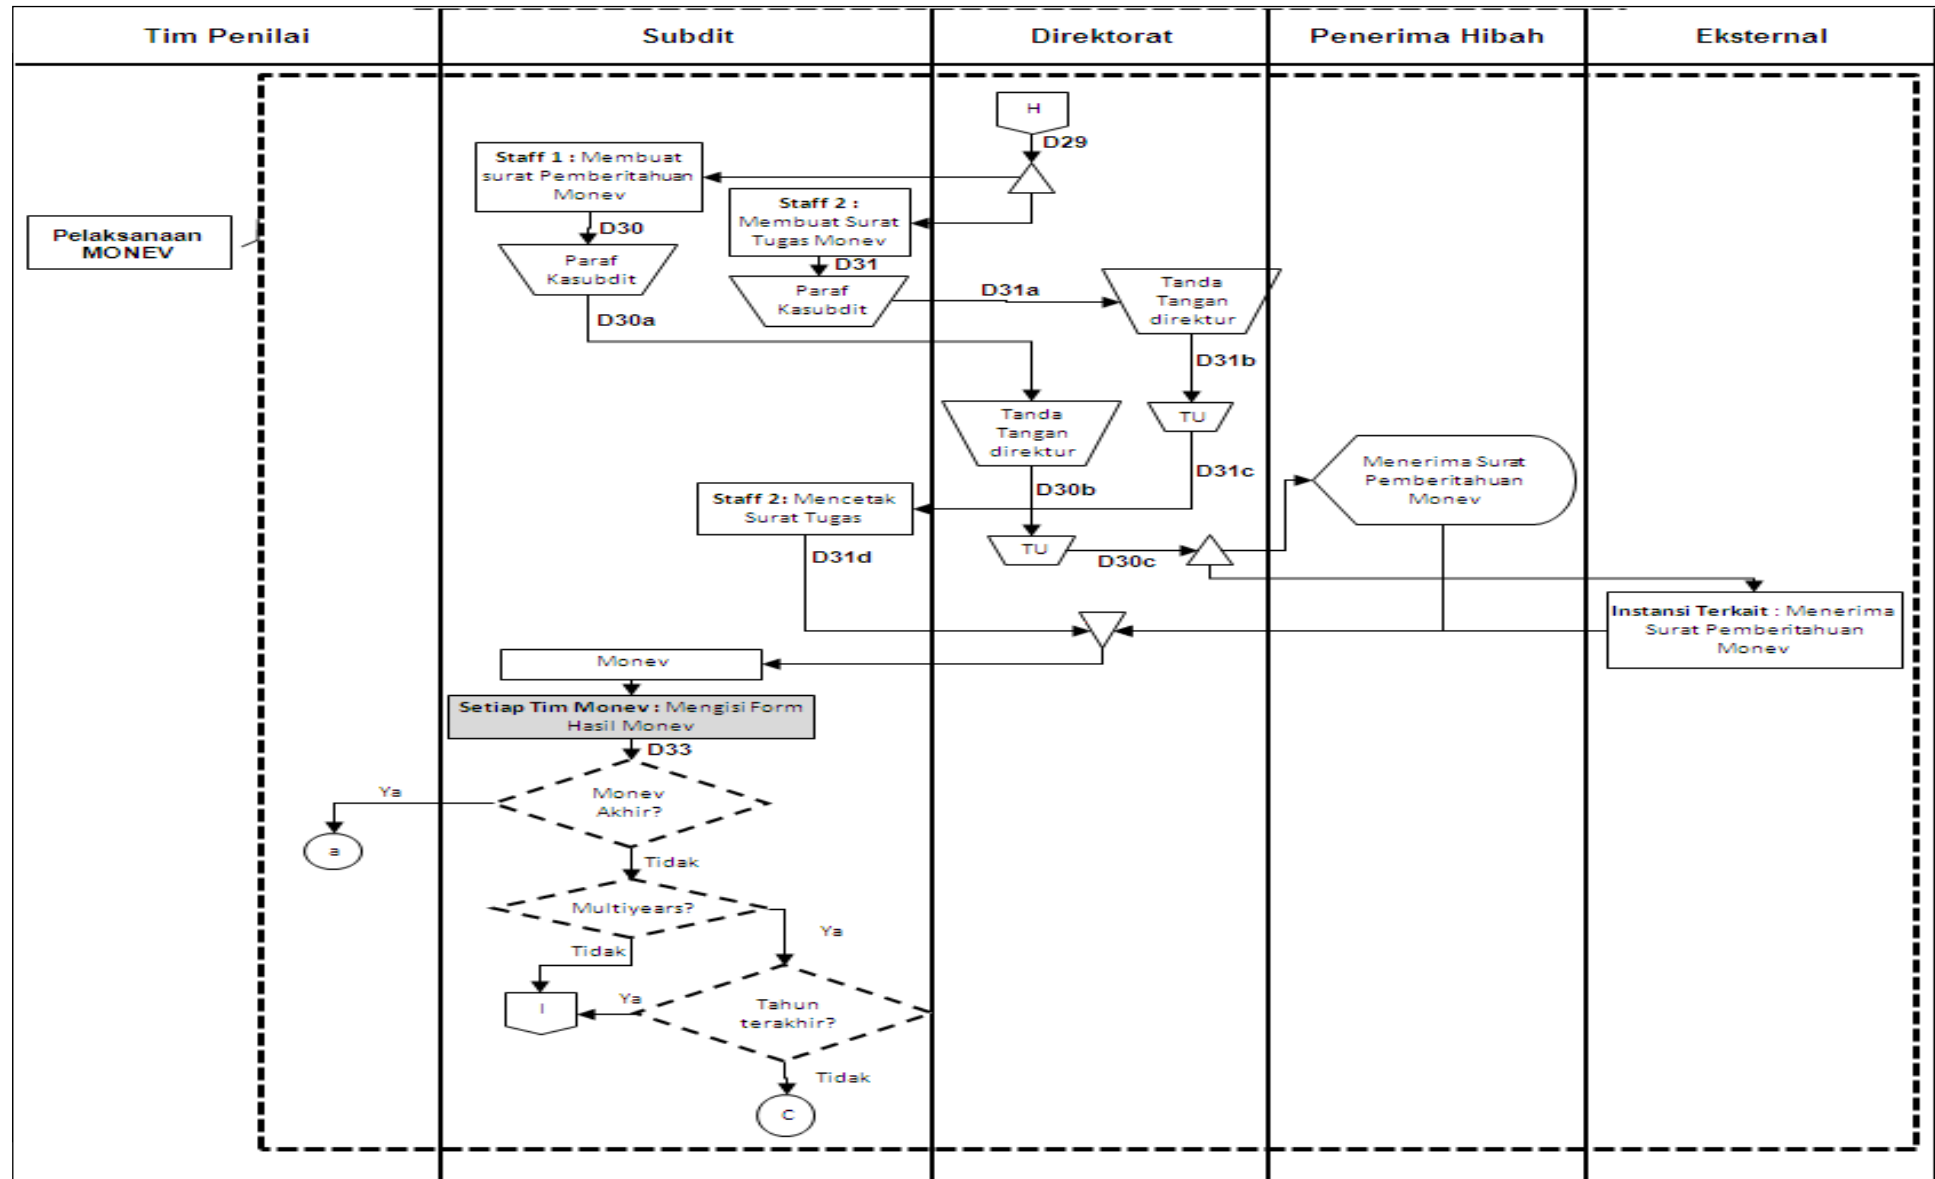 Tim Penilai
Subdit
Direktorat
Penerima Hibah
Eksternal
H
D29
Staff 1 : Membuat
surat Pemberitahuan
Monev
Staff 2 :
Membuat Surat
Tugas Monev
Pelaksanaan
MONEV
D30
D31
Paraf
Kasubdit
Paraf
Kasubdit
D31a
Tanda
Tangan
direktur
D30a
D31b
Tanda
Tangan
direktur
TU
D31c
Menerima Surat
Pemberitahuan
Monev
D30b
Staff 2: Mencetak
Surat Tugas
TU
D30c
D31d
Instansi Terkait : Menerima
Surat Pemberitahuan
Monev
Monev
Setiap Tim Monev : Mengisi Form
Hasil Monev
D33
Monev
Akhir?
Ya
a
Tidak
Multiyears?
Ya
Tidak
I
Ya
Tahun
terakhir?
Tidak
C